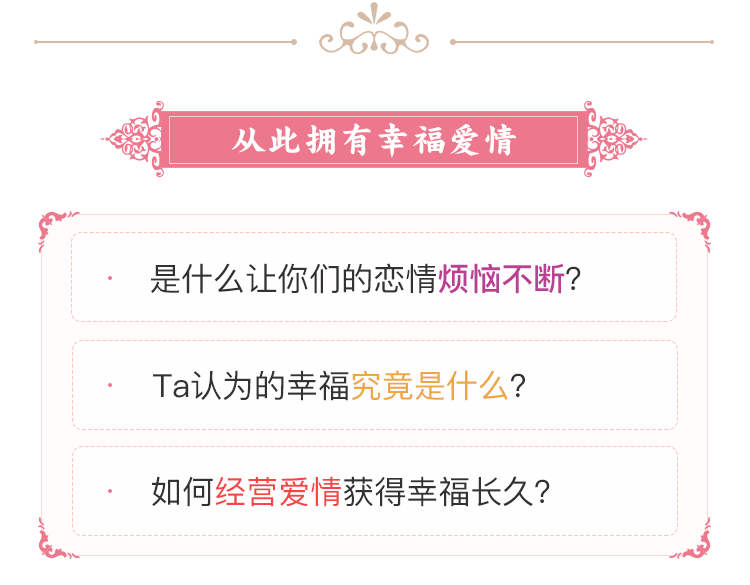 从此拥有幸福爱情
· 是什么让你们的恋情烦恼不断?
· Ta认为的幸福究竟是什么?
· 如何经营爱情获得幸福长久?